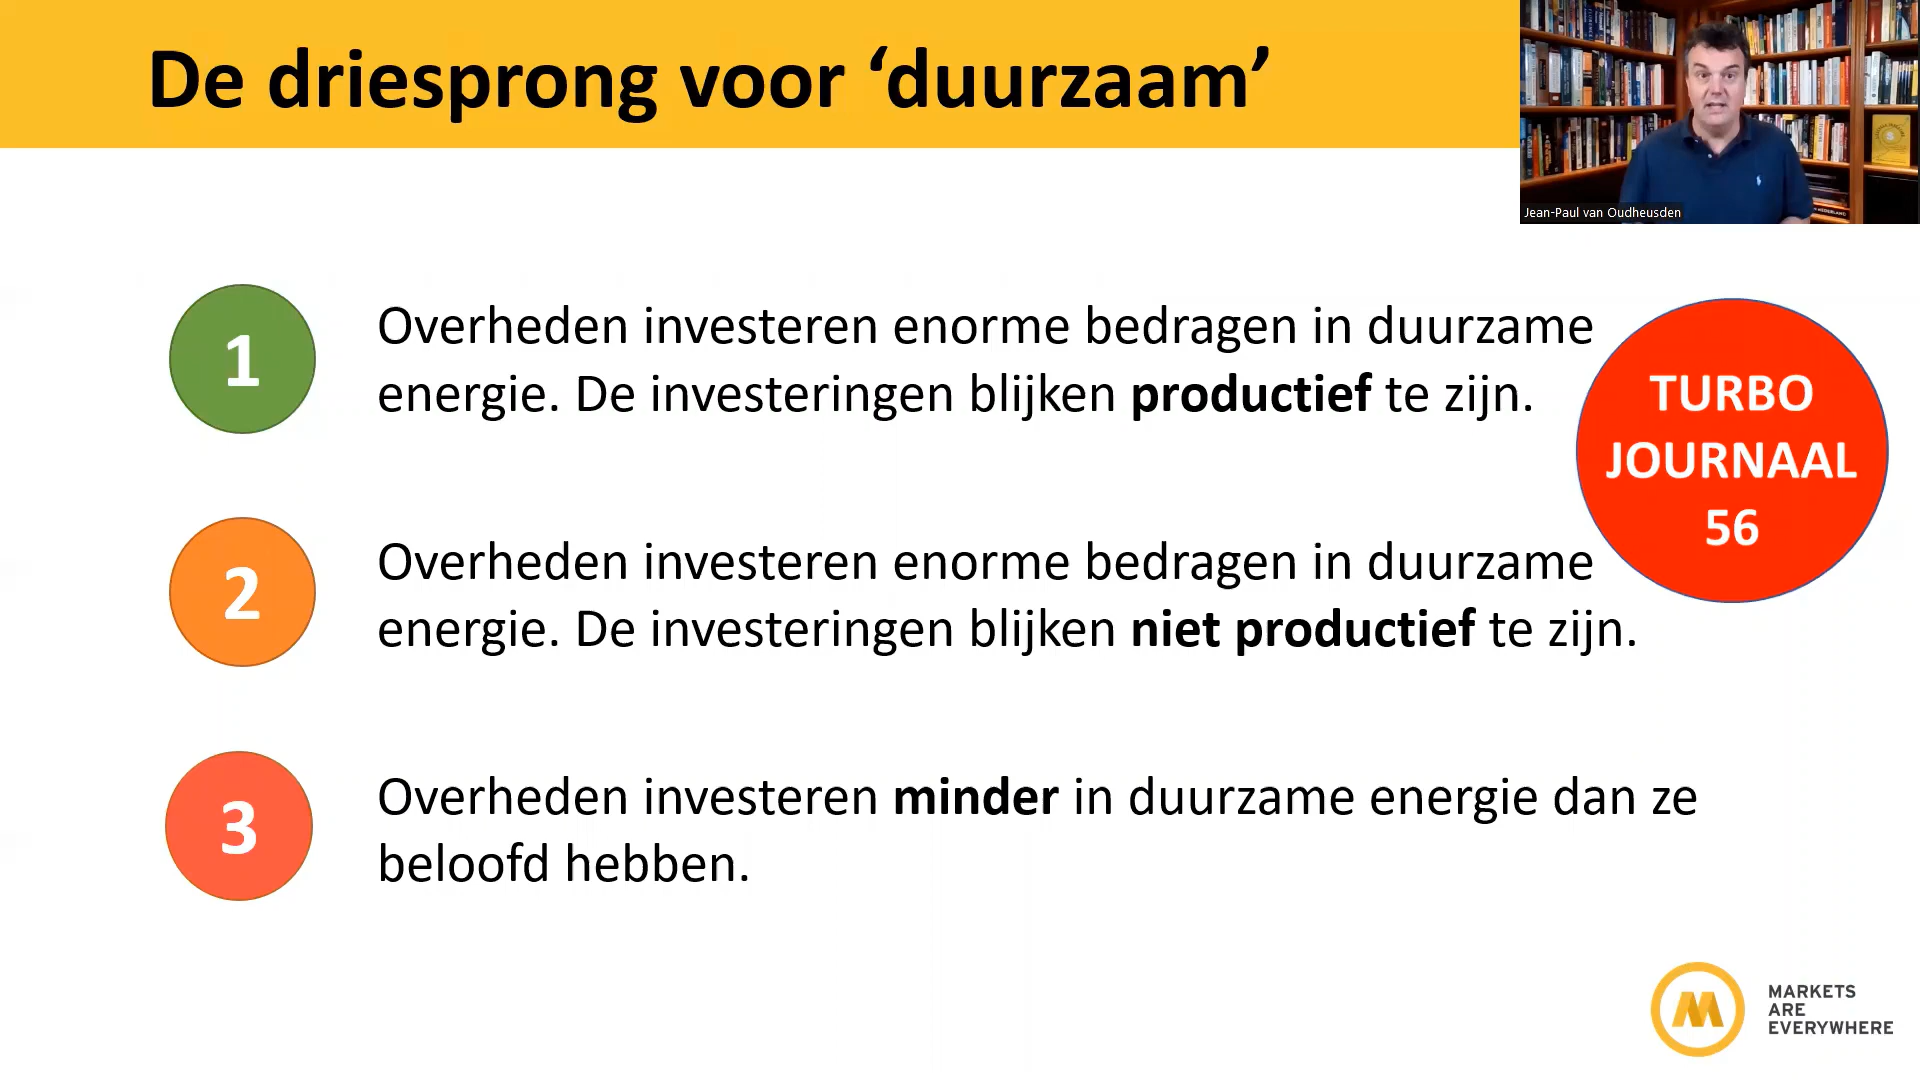 De driesprong voor ‘duurzaam’
Jean-Paul van Oudheusden
1
Overheden investeren enorme bedragen in duurzame
energie. De investeringen blijken productief te zijn.
TURBO
JOURNAAL
56
2
Overheden investeren enorme bedragen in duurzame
energie. De investeringen blijken niet productief te zijn.
3
Overheden investeren minder in duurzame energie dan ze
beloofd hebben.
MARKETS
ARE
EVERYWHERE